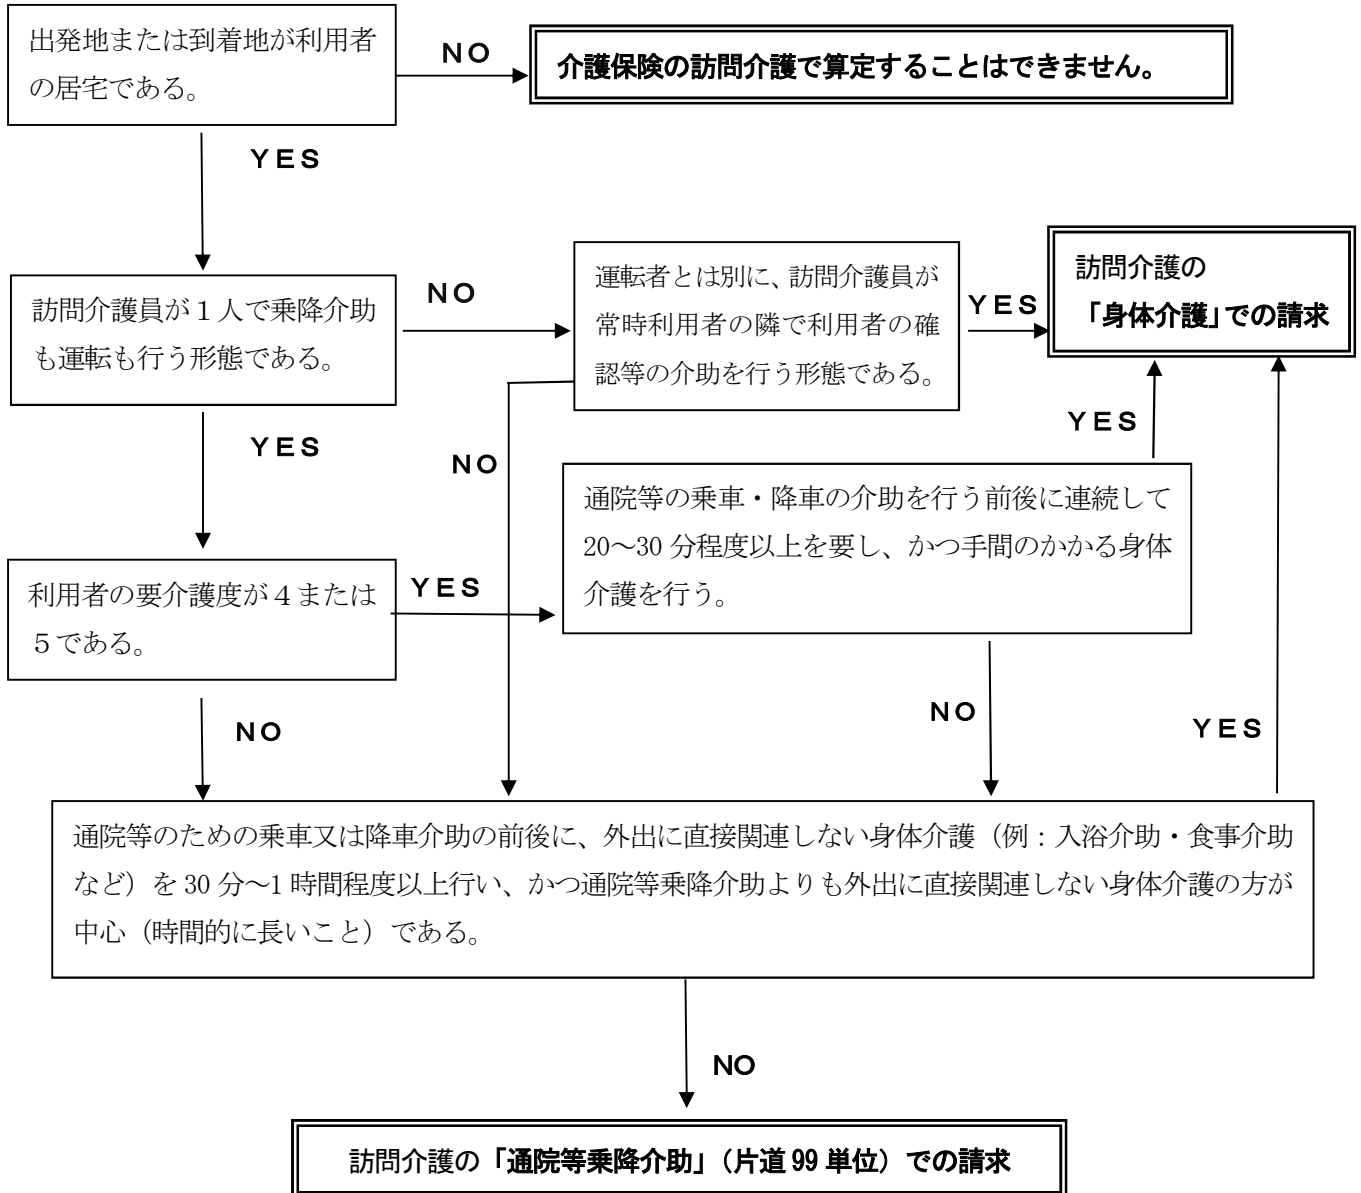 出発地または到着地が利用者
の居宅である。
NO
介護保険の訪問介護で算定することはできません。
YES
訪問介護員が１人で乗降介助
も運転も行う形態である。
NO
運転者とは別に、訪問介護員が
常時利用者の隣で利用者の確
認等の介助を行う形態である。
YES
訪問介護の
「身体介護」での請求
YES
NO
YES
通院等の乗車・降車の介助を行う前後に連続して
20～30 分程度以上を要し、かつ手間のかかる身体
介護を行う。
利用者の要介護度が４または
５である。
YES
NO
NO
YES
通院等のための乗車又は降車介助の前後に、外出に直接関連しない身体介護（例：入浴介助・食事介助
など）を 30 分～1 時間程度以上行い、かつ通院等乗降介助よりも外出に直接関連しない身体介護の方が
中心（時間的に長いこと）である。
NO
訪問介護の「通院等乗降介助」（片道 99 単位）での請求